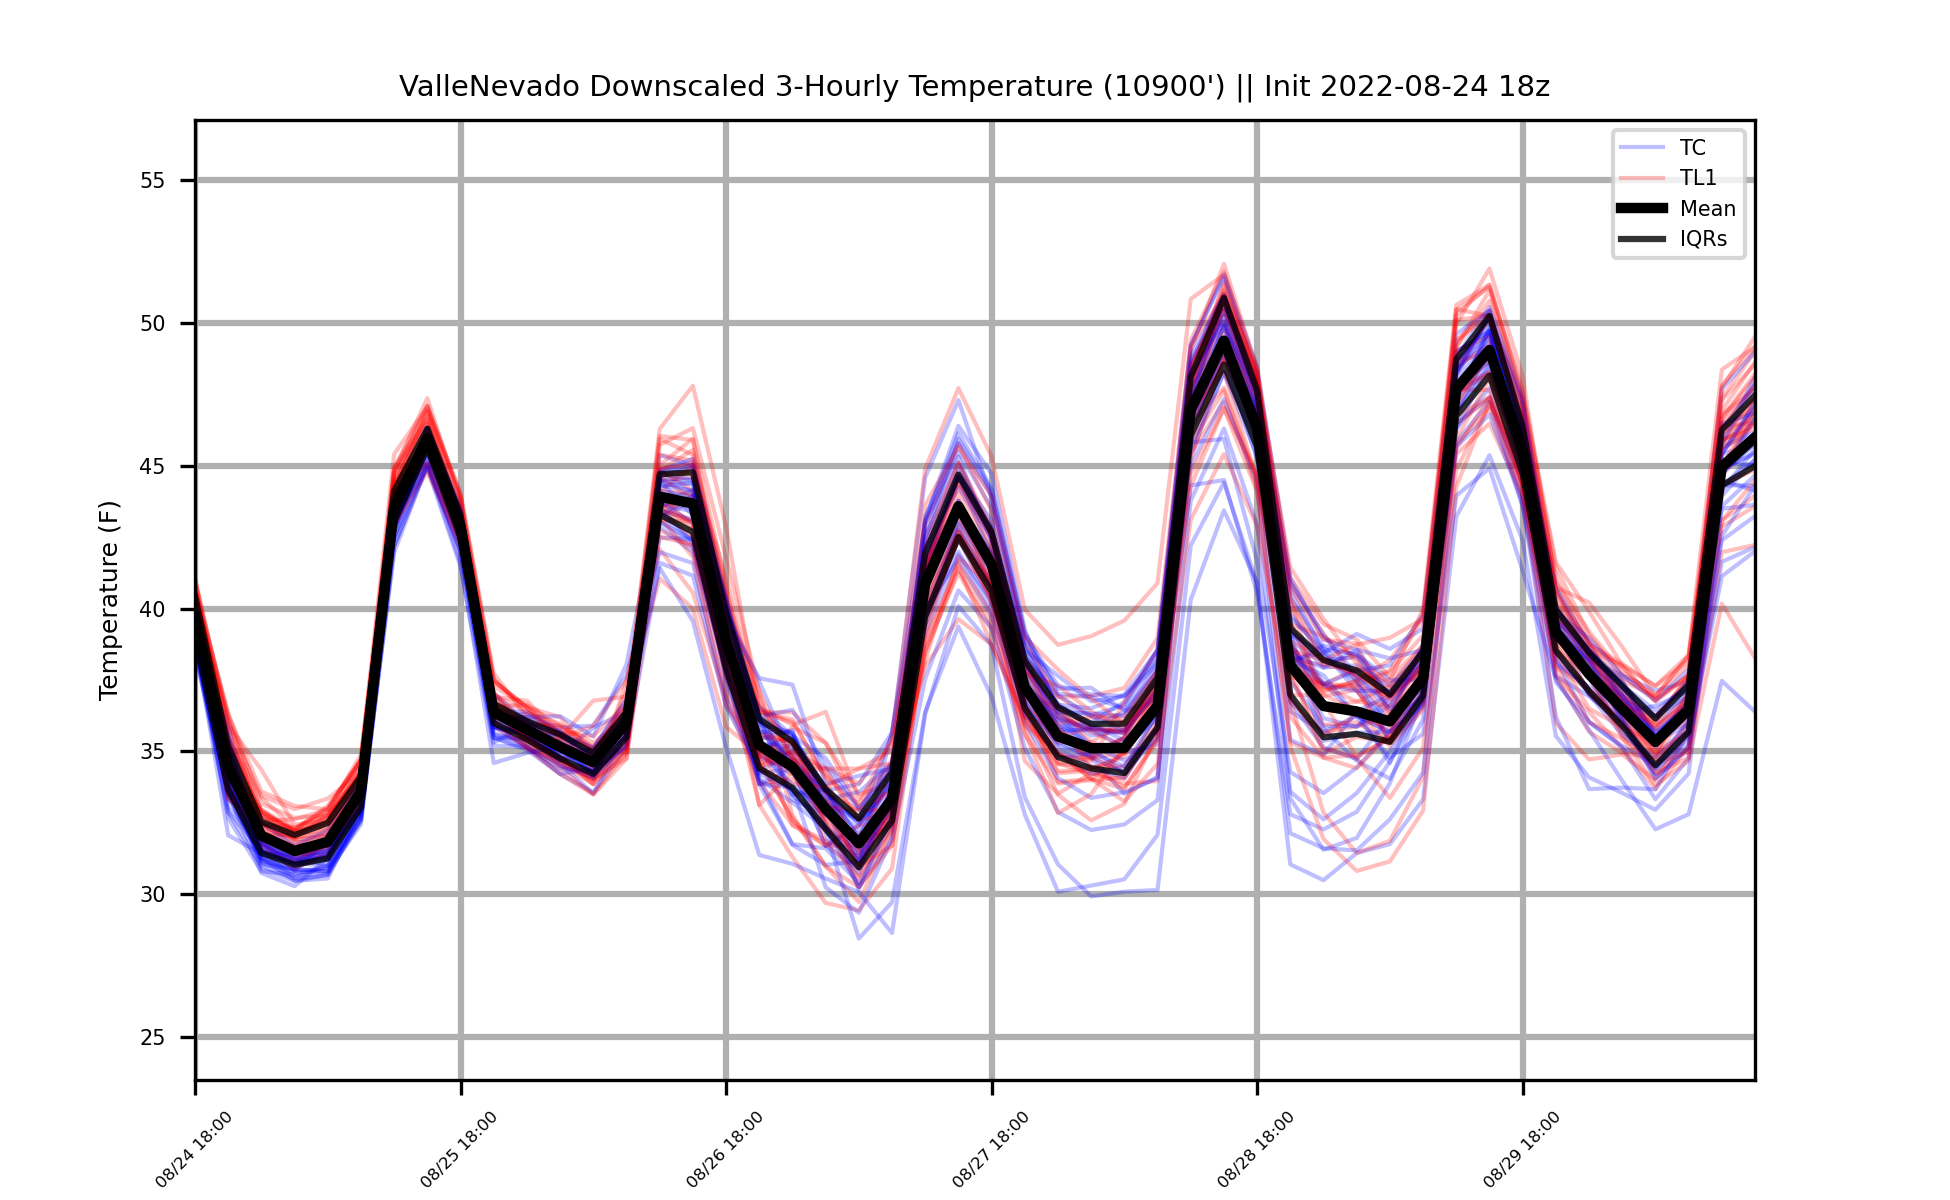 ValleNevado Downscaled 3-Hourly Temperature (10900') || Init 2022-08-24 18z
TC
TL1
Mean
IQRs
Temperature (F)
55
50
45
40
35
30
25
08/24 18:00
08/25 18:00
08/26 18:00
08/27 18:00
08/28 18:00
08/29 18:00